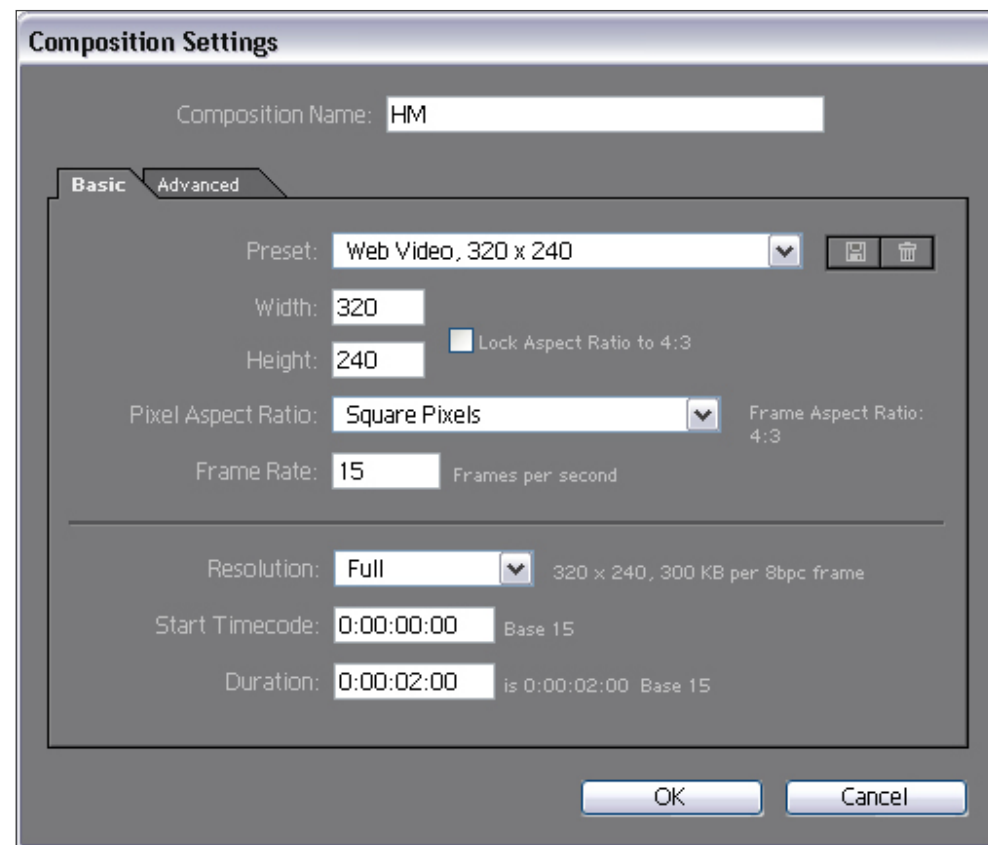 Composition Settings
Composition Name: HM
Basic Advanced
Preset: Web Video, 320 x 240
Width: 320
Lock Aspect Ratio to 4:3
Height: 240
Pixel Aspect Ratio: Square Pixels
Frame Aspect Ratio:
4:3
Frame Rate: 15 Frames per second
Resolution: Full 320 x 240, 300 KB per 8bpc frame
Start Timecode: 0:00:00:00 Base 15
Duration: 0:00:02:00 is 0:00:02:00 Base 15
OK Cancel